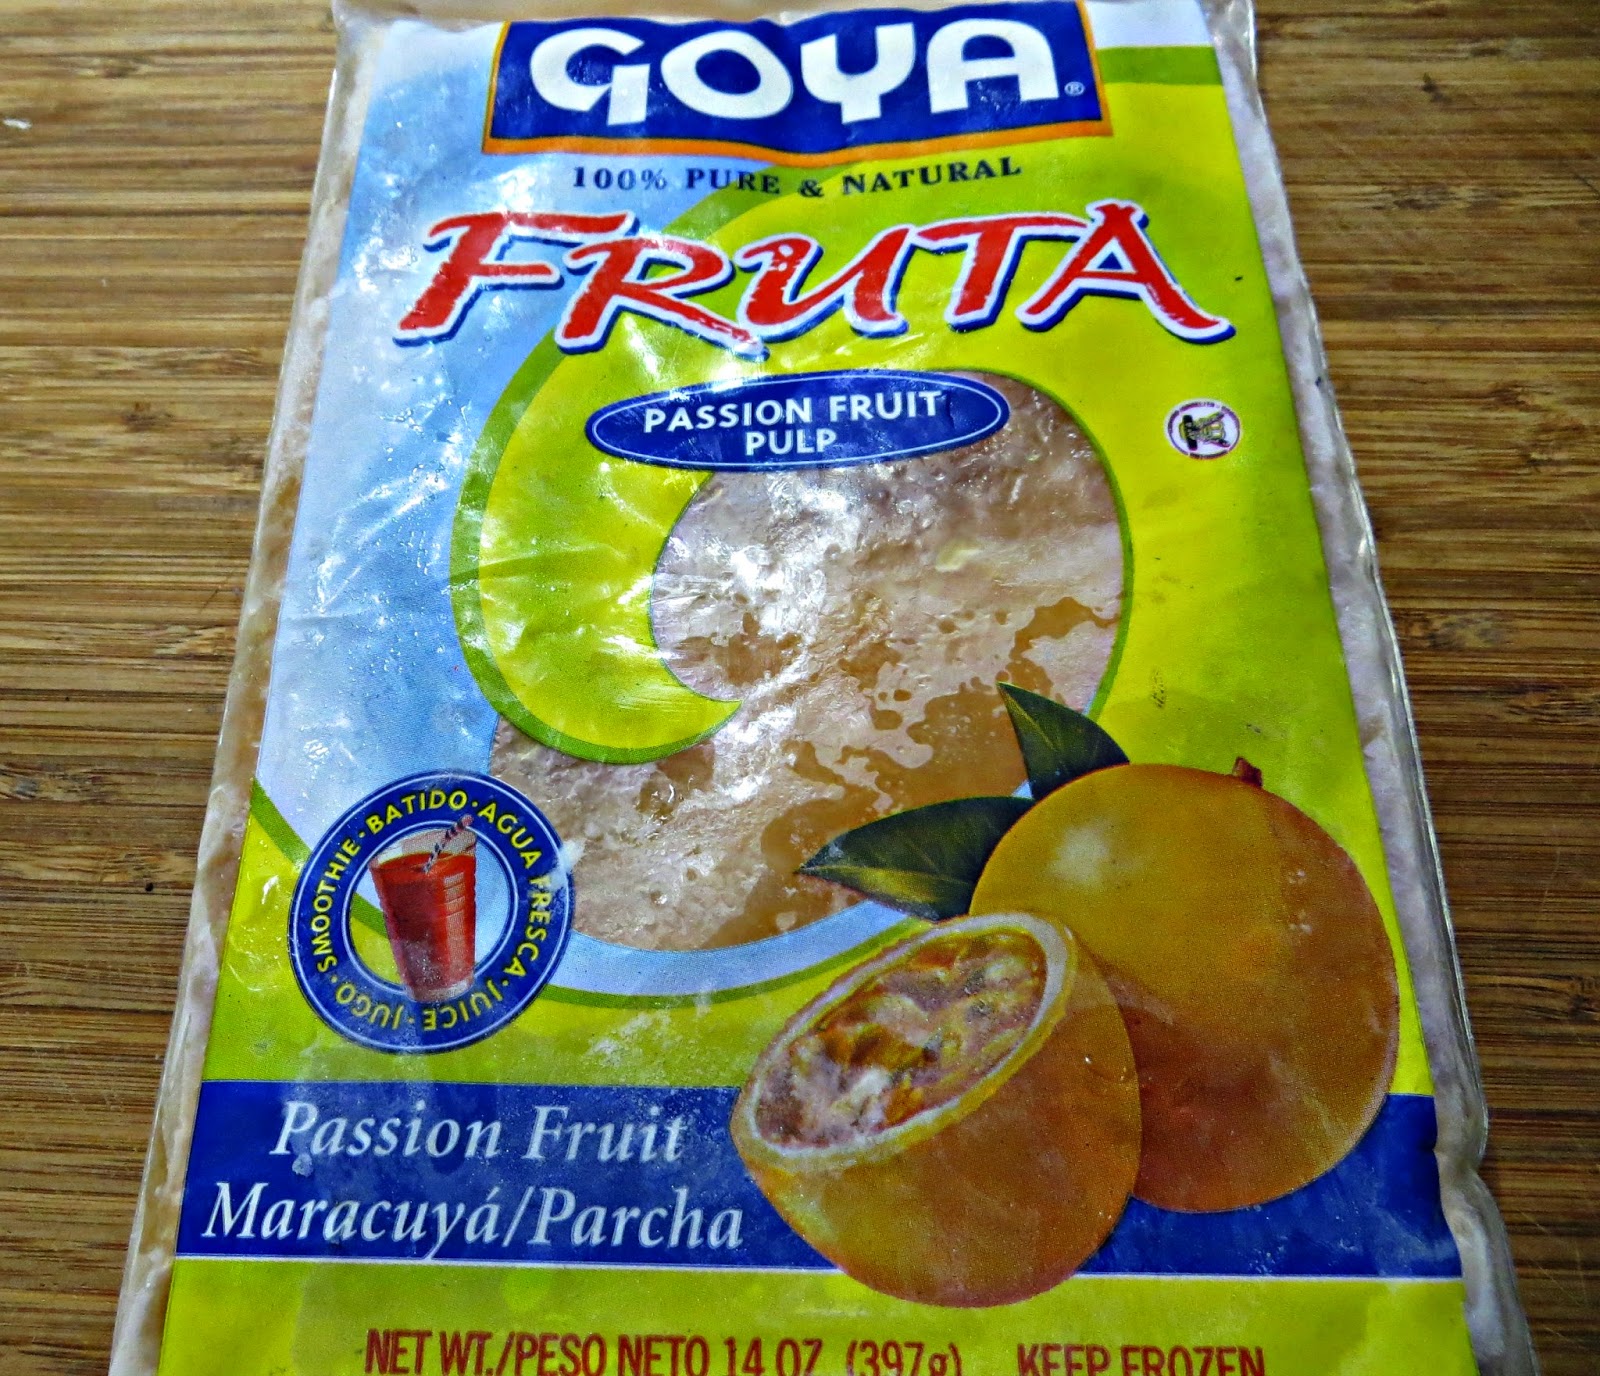 GOYA®
100% PURE & NATURAL
FRUTA
PASSION FRUIT
PULP
SMOOTHIE · BATIDO · AGUA FRESCA · JUICE · JUGO ·
Passion Fruit
Maracuyá/Parcha
NET WT./PESO NETO 14 OZ. (397g) KEEP FROZEN